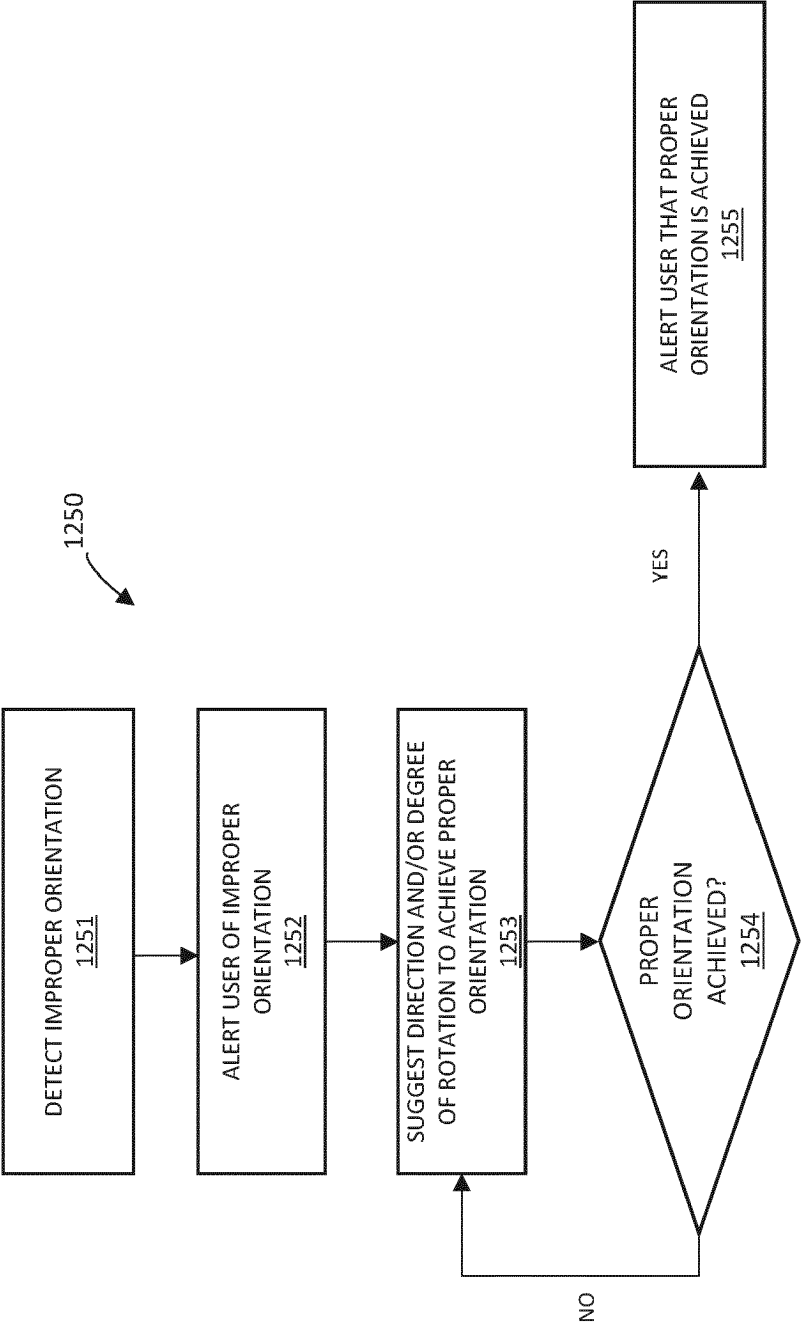 1250
DETECT IMPROPER ORIENTATION
1251
ALERT USER OF IMPROPER
ORIENTATION
1252
SUGGEST DIRECTION AND/OR DEGREE
OF ROTATION TO ACHIEVE PROPER
ORIENTATION
1253
PROPER
ORIENTATION
ACHIEVED?
1254
NO
YES
ALERT USER THAT PROPER
ORIENTATION IS ACHIEVED
1255